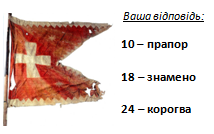 Ваша відповідь:
10 – прапор
18 – знамено
24 – корогва